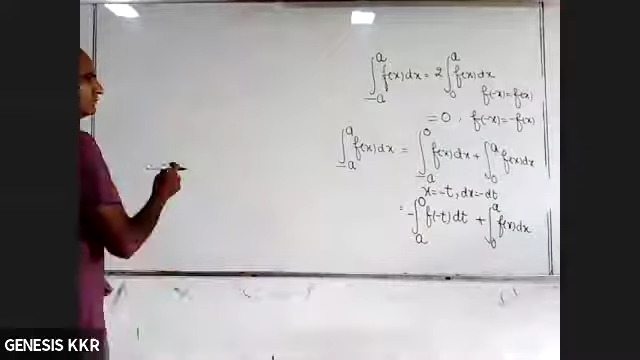 ∫_{-a}^{a} f(x)dx = 2∫_{0}^{a} f(x)dx
f(-x)=f(x)
= 0 , f(-x)=-f(x)
∫_{-a}^{a} f(x)dx = ∫_{-a}^{0} f(x)dx + ∫_{0}^{a} f(x)dx
x=-t, dx=-dt
= -∫_{a}^{0} f(-t)dt + ∫_{0}^{a} f(x)dx
GENESIS KKR